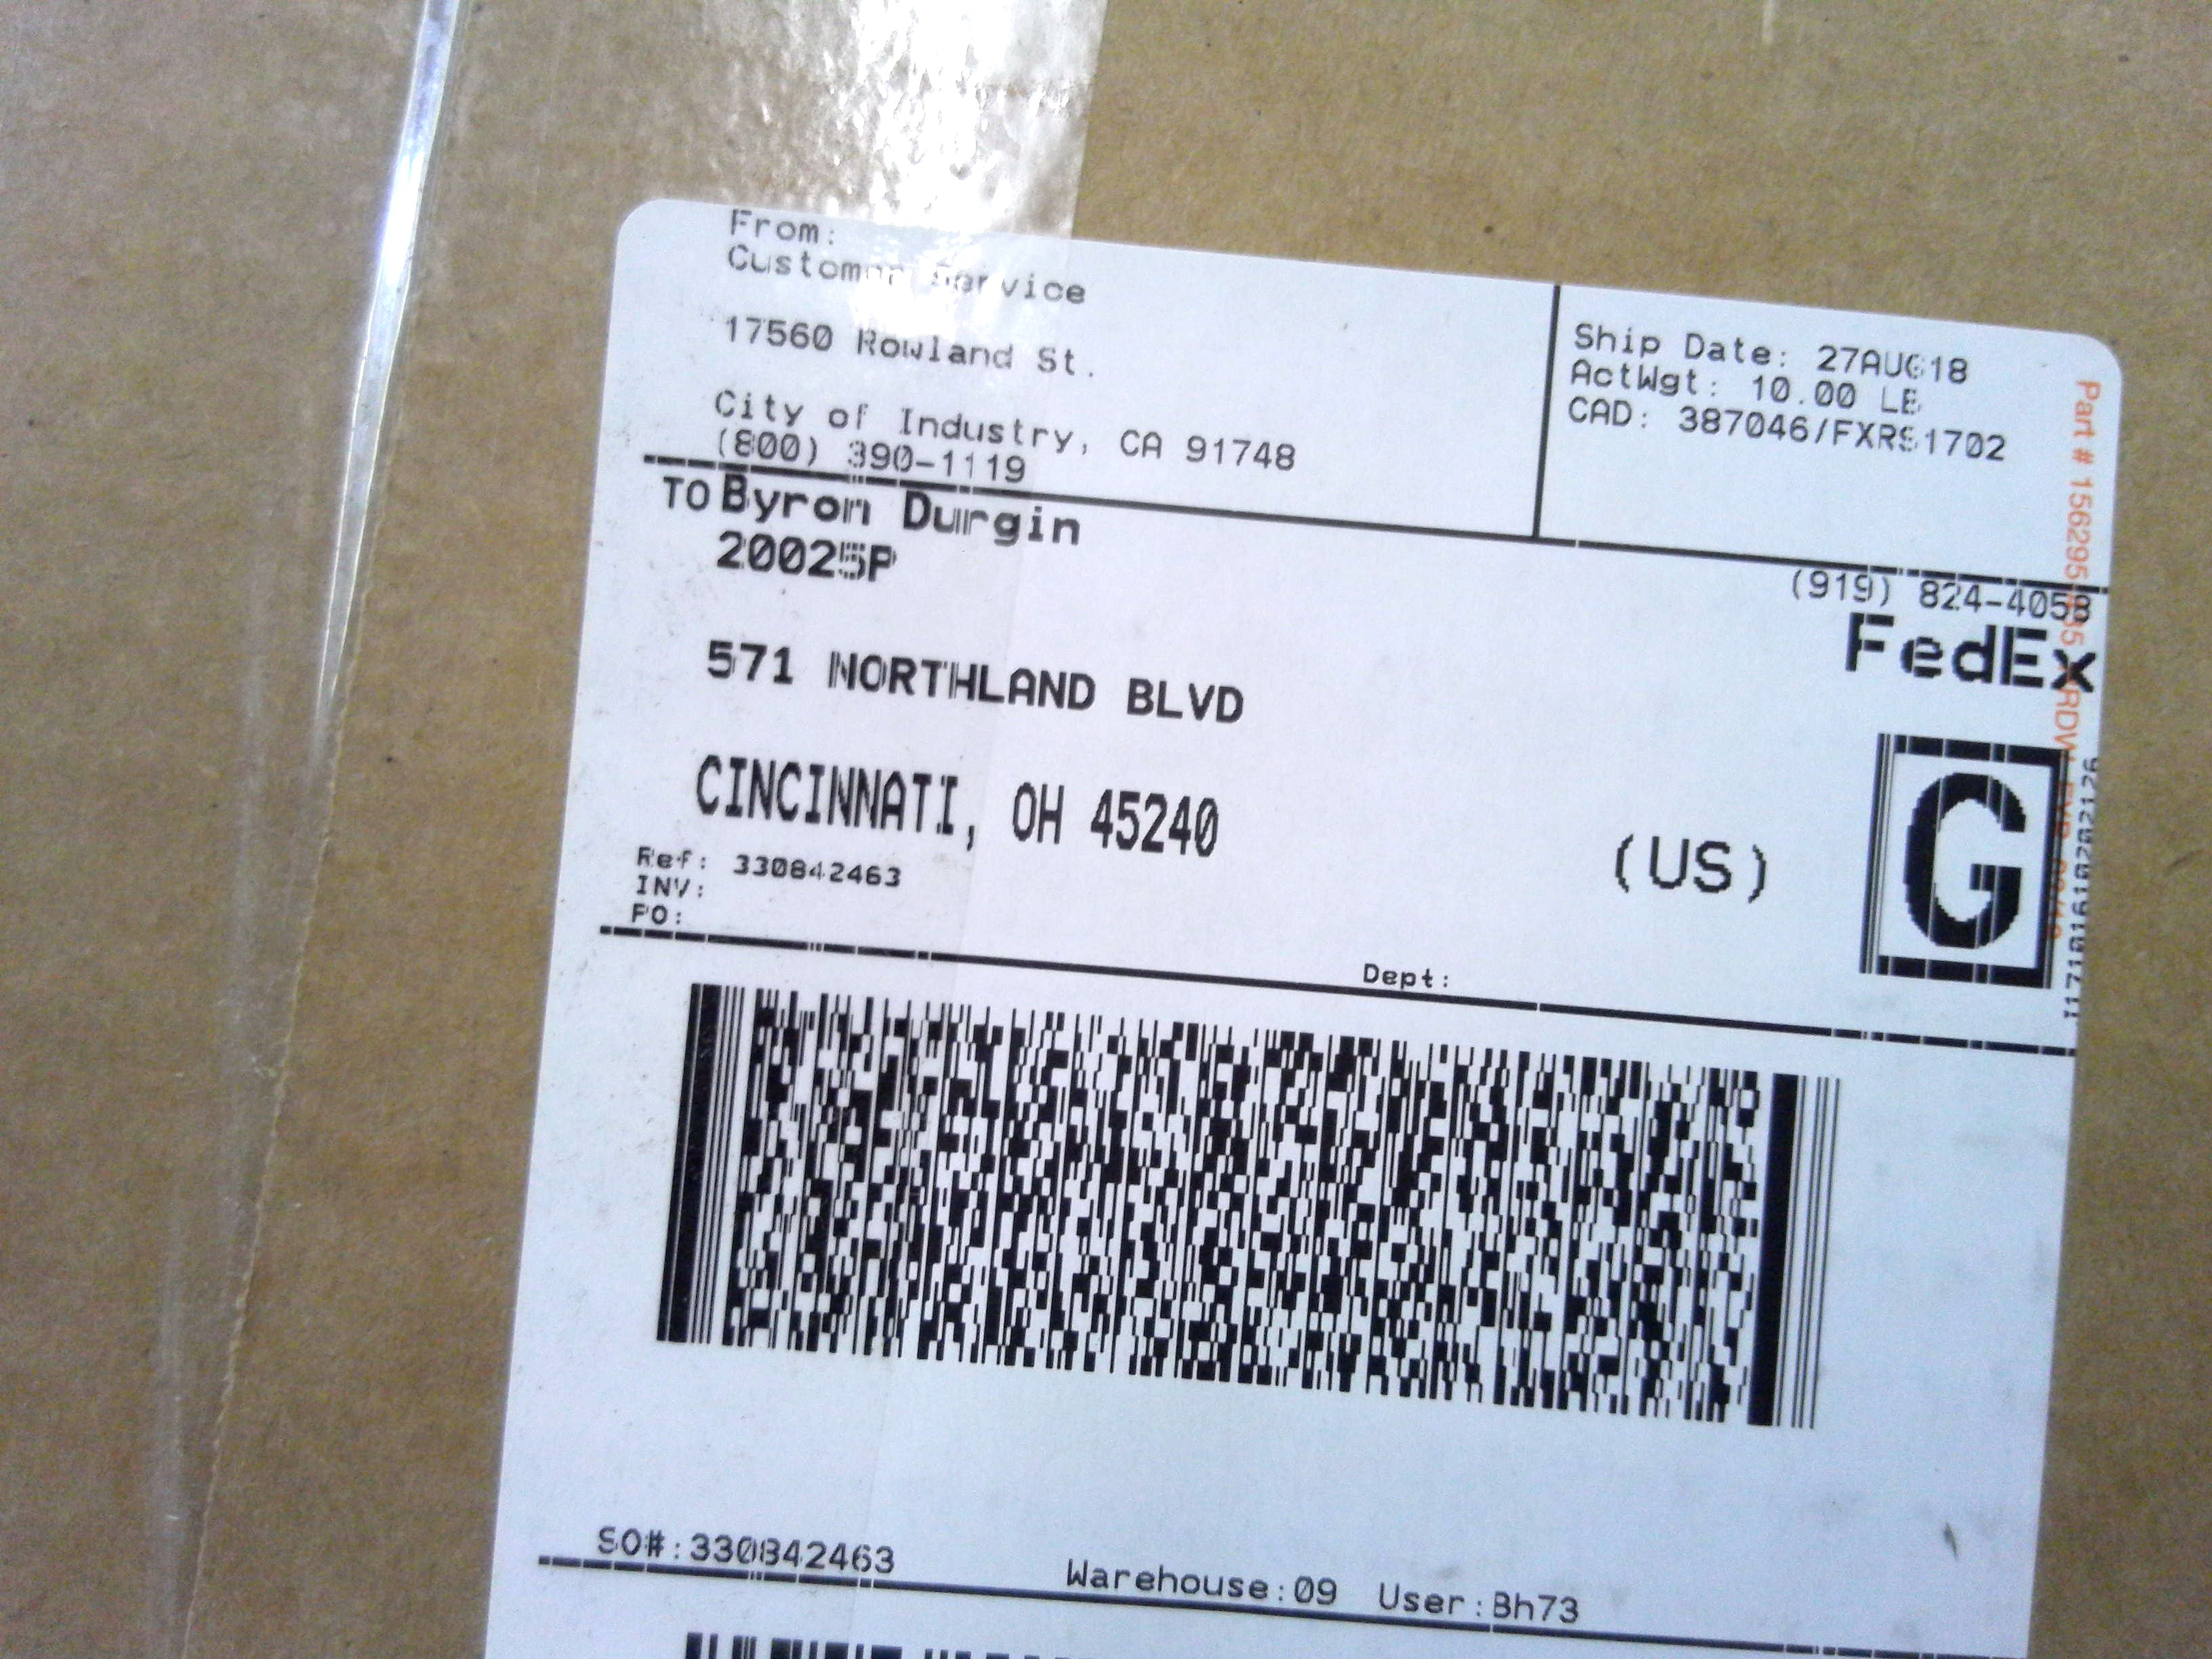 From:
Customer Service
17560 Rowland St.
City of Industry, CA 91748
(800) 390-1119
Ship Date: 27AUG18
ActWgt: 10.00 LB
CAD: 387046/FXRS1702
TO Byron Durgin
20025P
(919) 824-4058
571 NORTHLAND BLVD
FedEx
CINCINNATI, OH 45240
(US)
G
Ref: 330842463
INV:
PO:
Dept:
Part # 156295
SO#:330842463
Warehouse:09 User:Bh73